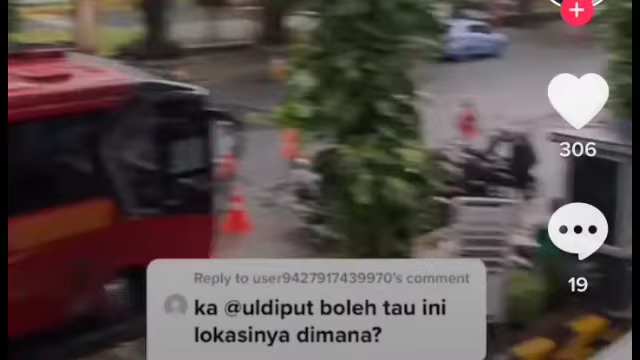 306
19
Reply to user9427917439970's comment
ka @uldiput boleh tau ini
lokasinya dimana?